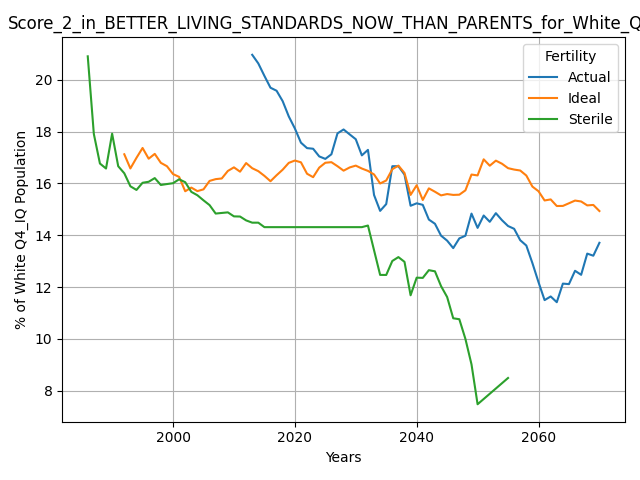 Score_2_in_BETTER_LIVING_STANDARDS_NOW_THAN_PARENTS_for_White_Q
Fertility
Actual
Ideal
Sterile
% of White Q4_IQ Population
20
18
16
14
12
10
8
2000
2020
2040
2060
Years